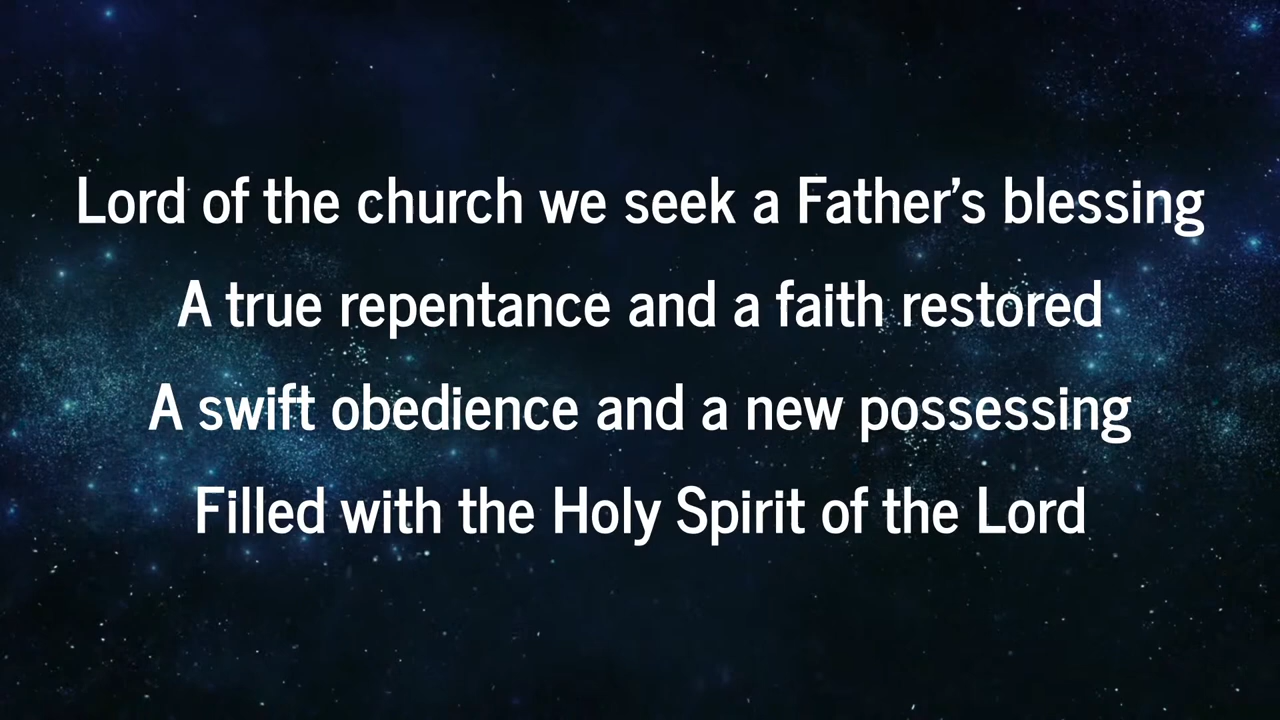 Lord of the church we seek a Father’s blessing
A true repentance and a faith restored
A swift obedience and a new possessing
Filled with the Holy Spirit of the Lord